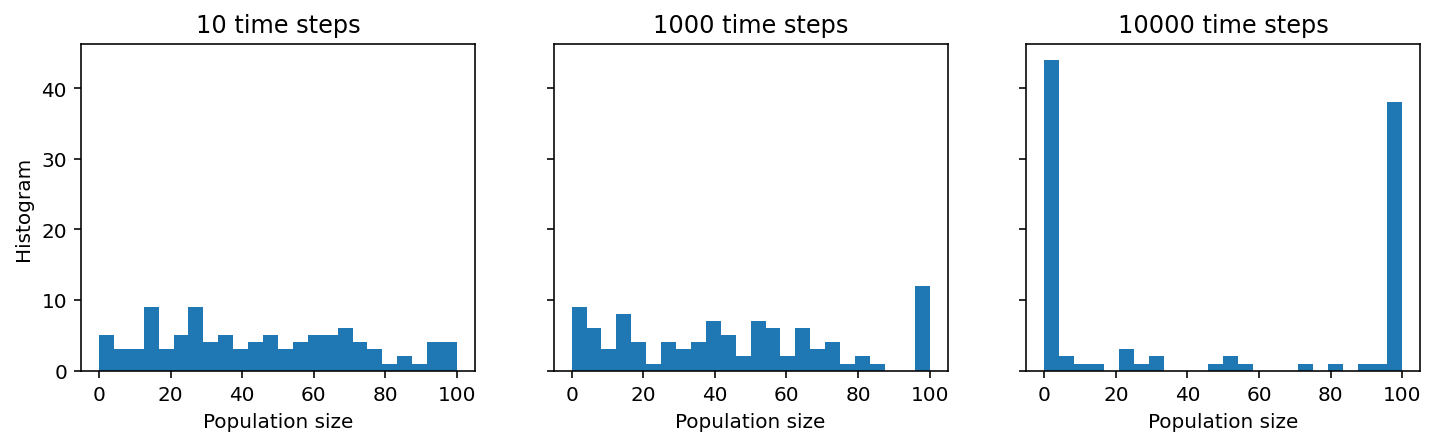 10 time steps
1000 time steps
10000 time steps
Histogram
40
30
20
10
0
0 20 40 60 80 100
0 20 40 60 80 100
0 20 40 60 80 100
Population size
Population size
Population size